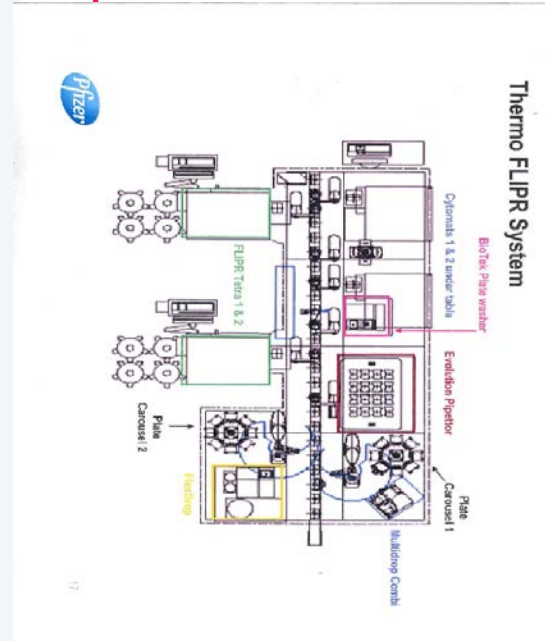 Thermo FLIPR System
BioTek Plate washer
Cytomats 1 & 2 under table
Evolution Pipettor
Plate
Carousel 1
Multidrop Combi
FLIPR Tetra 1 & 2
Plate
Carousel 2
FlexDrop
Pfizer
17